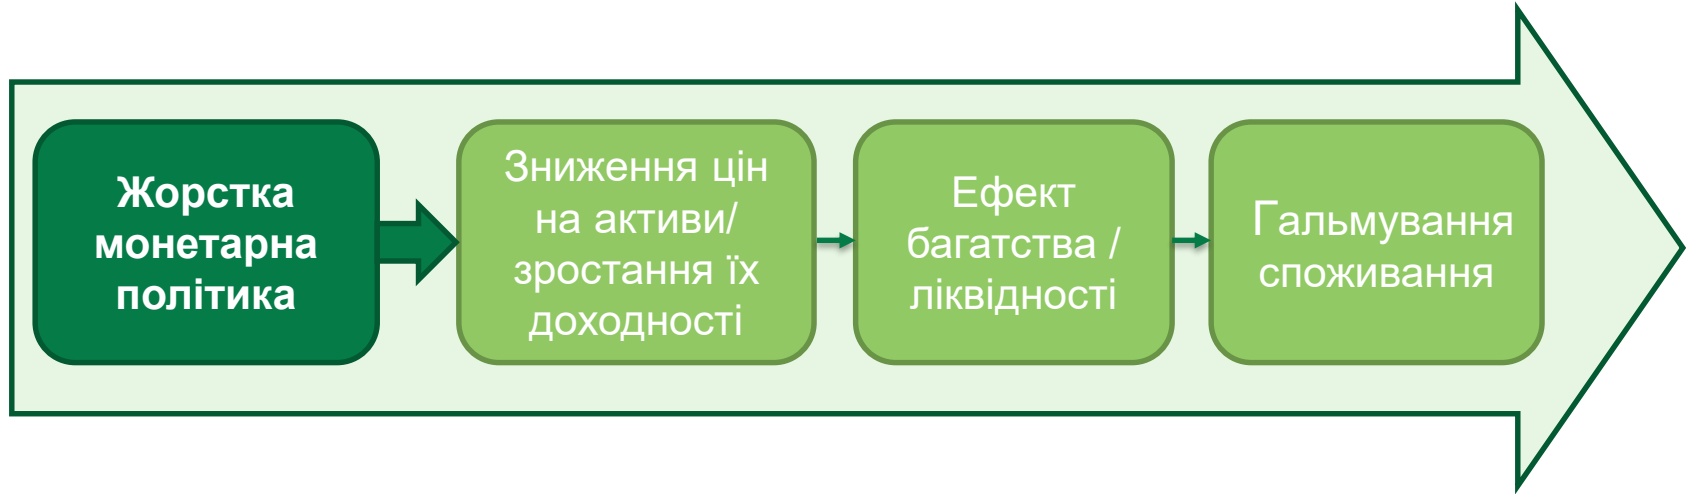 Жорстка
монетарна
політика
Зниження цін
на активи/
зростання їх
доходності
Ефект
багатства /
ліквідності
Гальмування
споживання